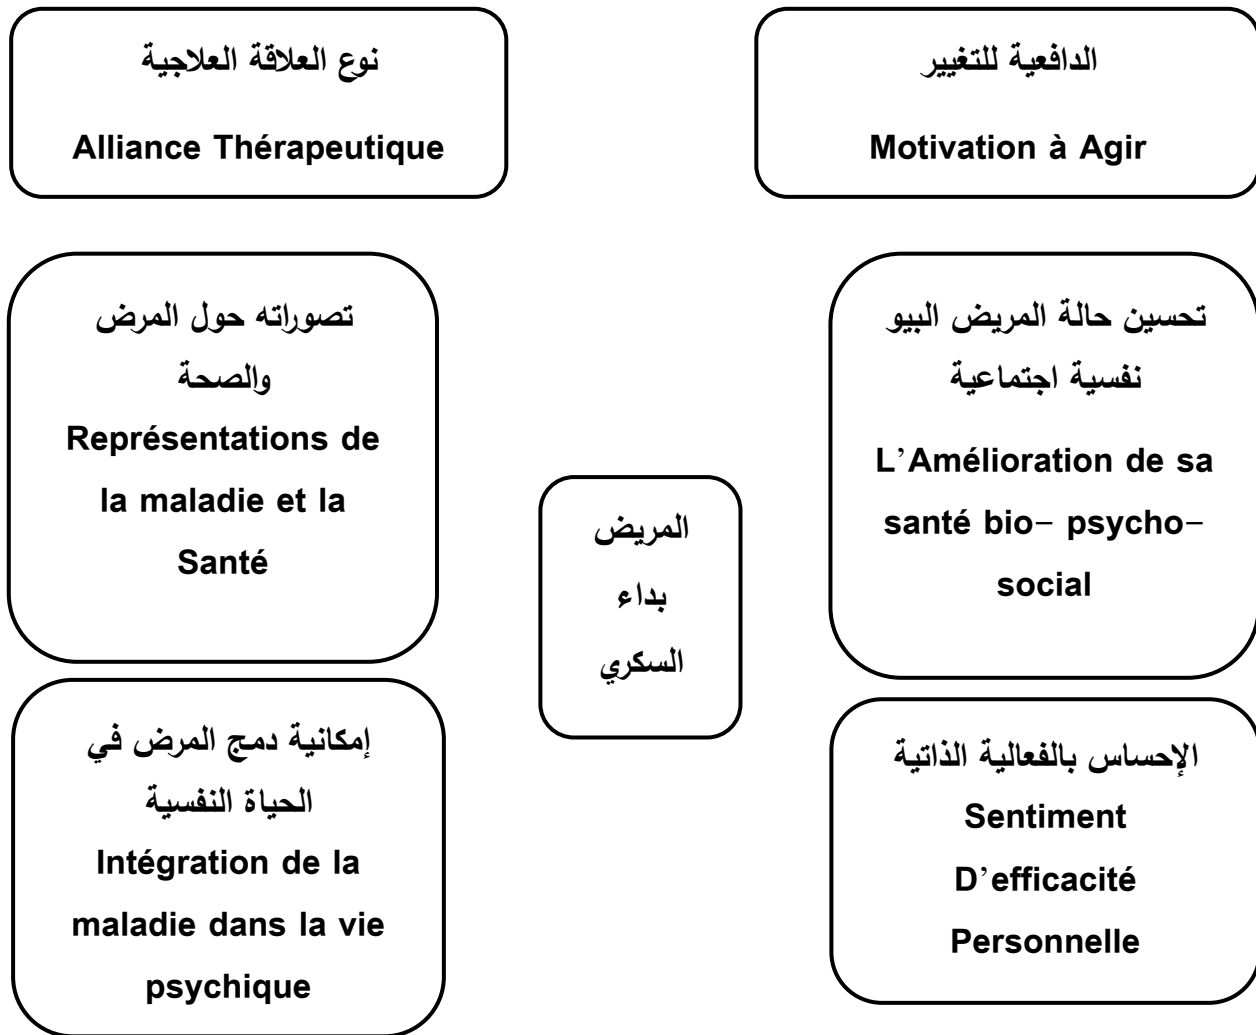 نوع العلاقة العلاجية
Alliance Thérapeutique
الدافعية للتغيير
Motivation à Agir
تصوراته حول المرض
والصحة
Représentations de
la maladie et la
Santé
تحسين حالة المريض البيو
نفسية اجتماعية
L’Amélioration de sa
santé bio– psycho–
social
المريض
بداء
السكري
إمكانية دمج المرض في
الحياة النفسية
Intégration de la
maladie dans la vie
psychique
الإحساس بالفعالية الذاتية
Sentiment
D’efficacité
Personnelle